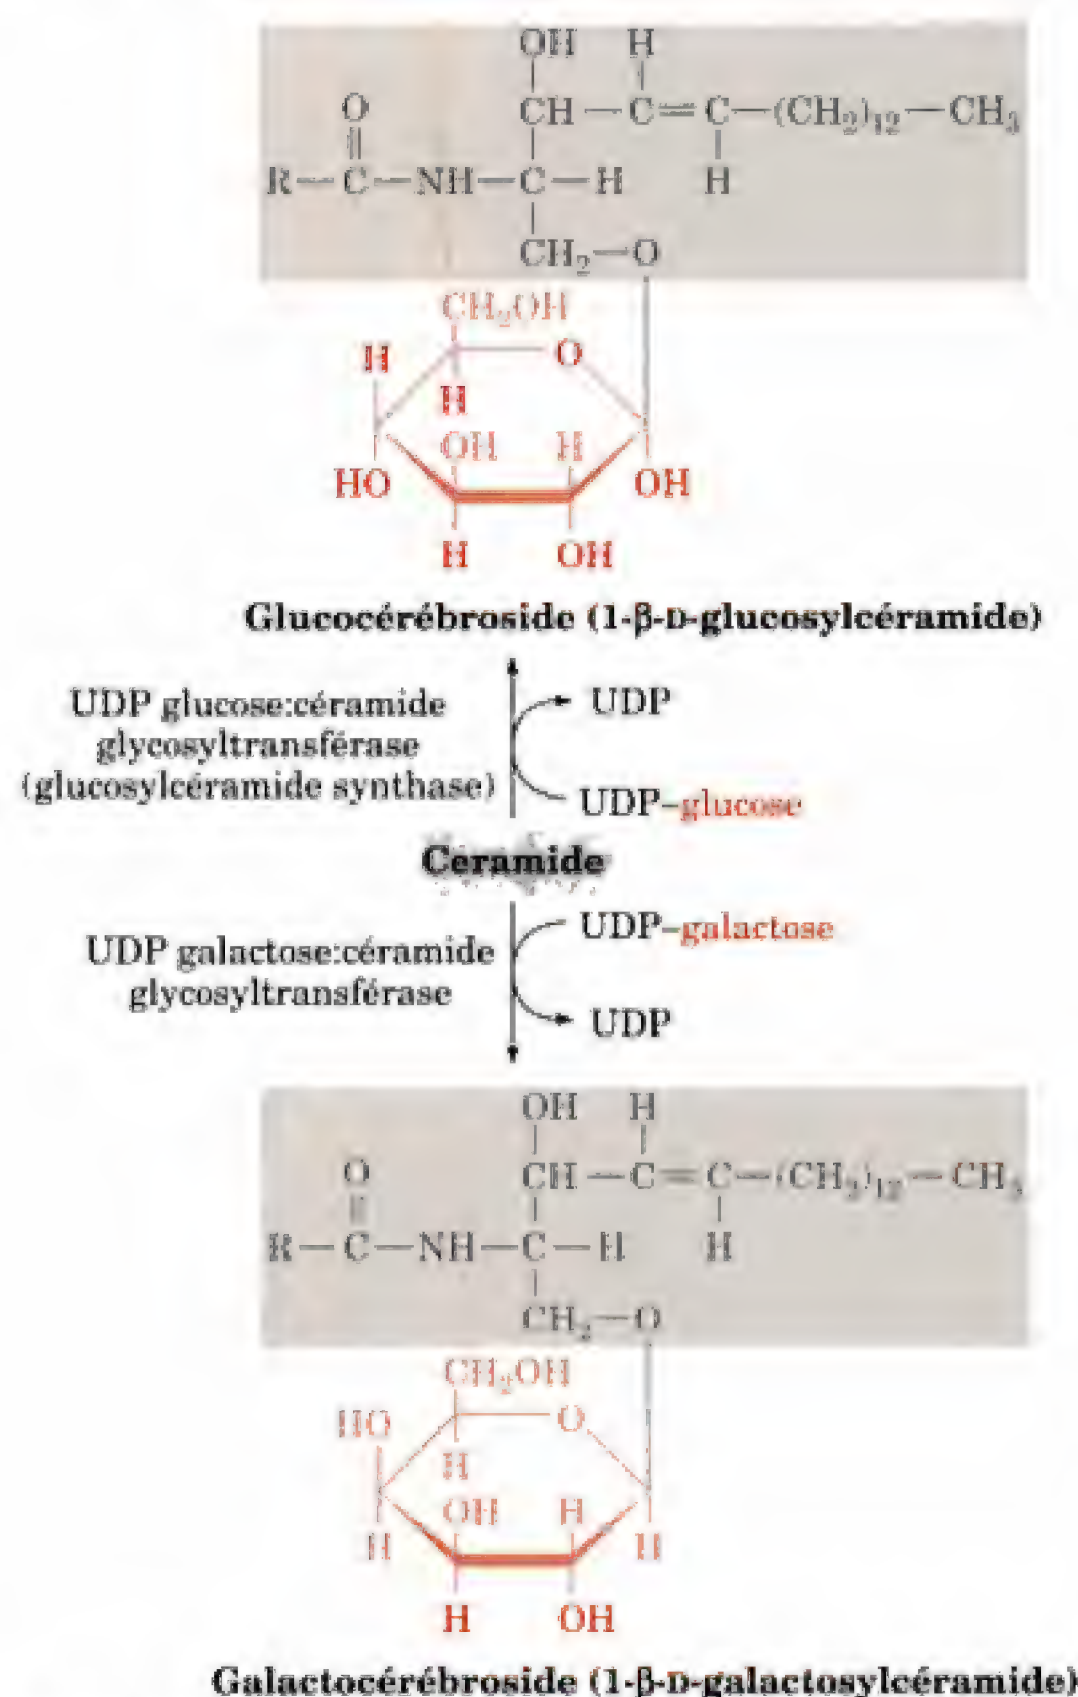 OH H
O CH—C=C—(CH₂)₁₂—CH₃
R—C—NH—C—H H
CH₂—O
CH₂OH
H O
H
OH H
HO OH
H OH
Glucocérébroside (1-β-D-glucosylcéramide)
UDP glucose:céramide
glycosyltransférase
(glucosylcéramide synthase)
UDP
UDP–glucose
Céramide
UDP galactose:céramide
glycosyltransférase
UDP–galactose
UDP
OH H
O CH—C=C—(CH₂)₁₂—CH₃
R—C—NH—C—H H
CH₂—O
CH₂OH
HO O
H
OH H
H H
H OH
Galactocérébroside (1-β-D-galactosylcéramide)